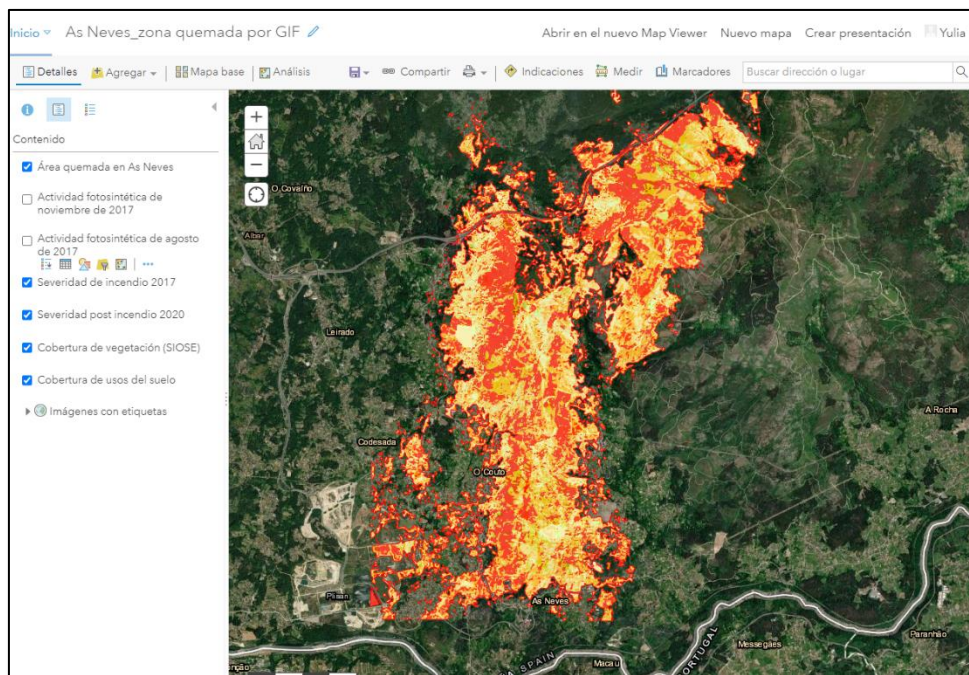 Inicio As Neves_zona quemada por GIF
Abrir en el nuevo Map Viewer Nuevo mapa Crear presentación Yulia
Detalles Agregar Mapa base Análisis Compartir Indicaciones Medir Marcadores Buscar dirección o lugar
Contenido
Área quemada en As Neves
Actividad fotosintética de
noviembre de 2017
Actividad fotosintética de agosto
de 2017
Severidad de incendio 2017
Severidad post incendio 2020
Cobertura de vegetación (SIOSE)
Cobertura de usos del suelo
Imágenes con etiquetas
O Covalño
Albar
Leirado
A Rocha
Codesada
O Couto
Plisan
As Neves
SPAIN
PORTUGAL
Macau
Messegães
Paranhão